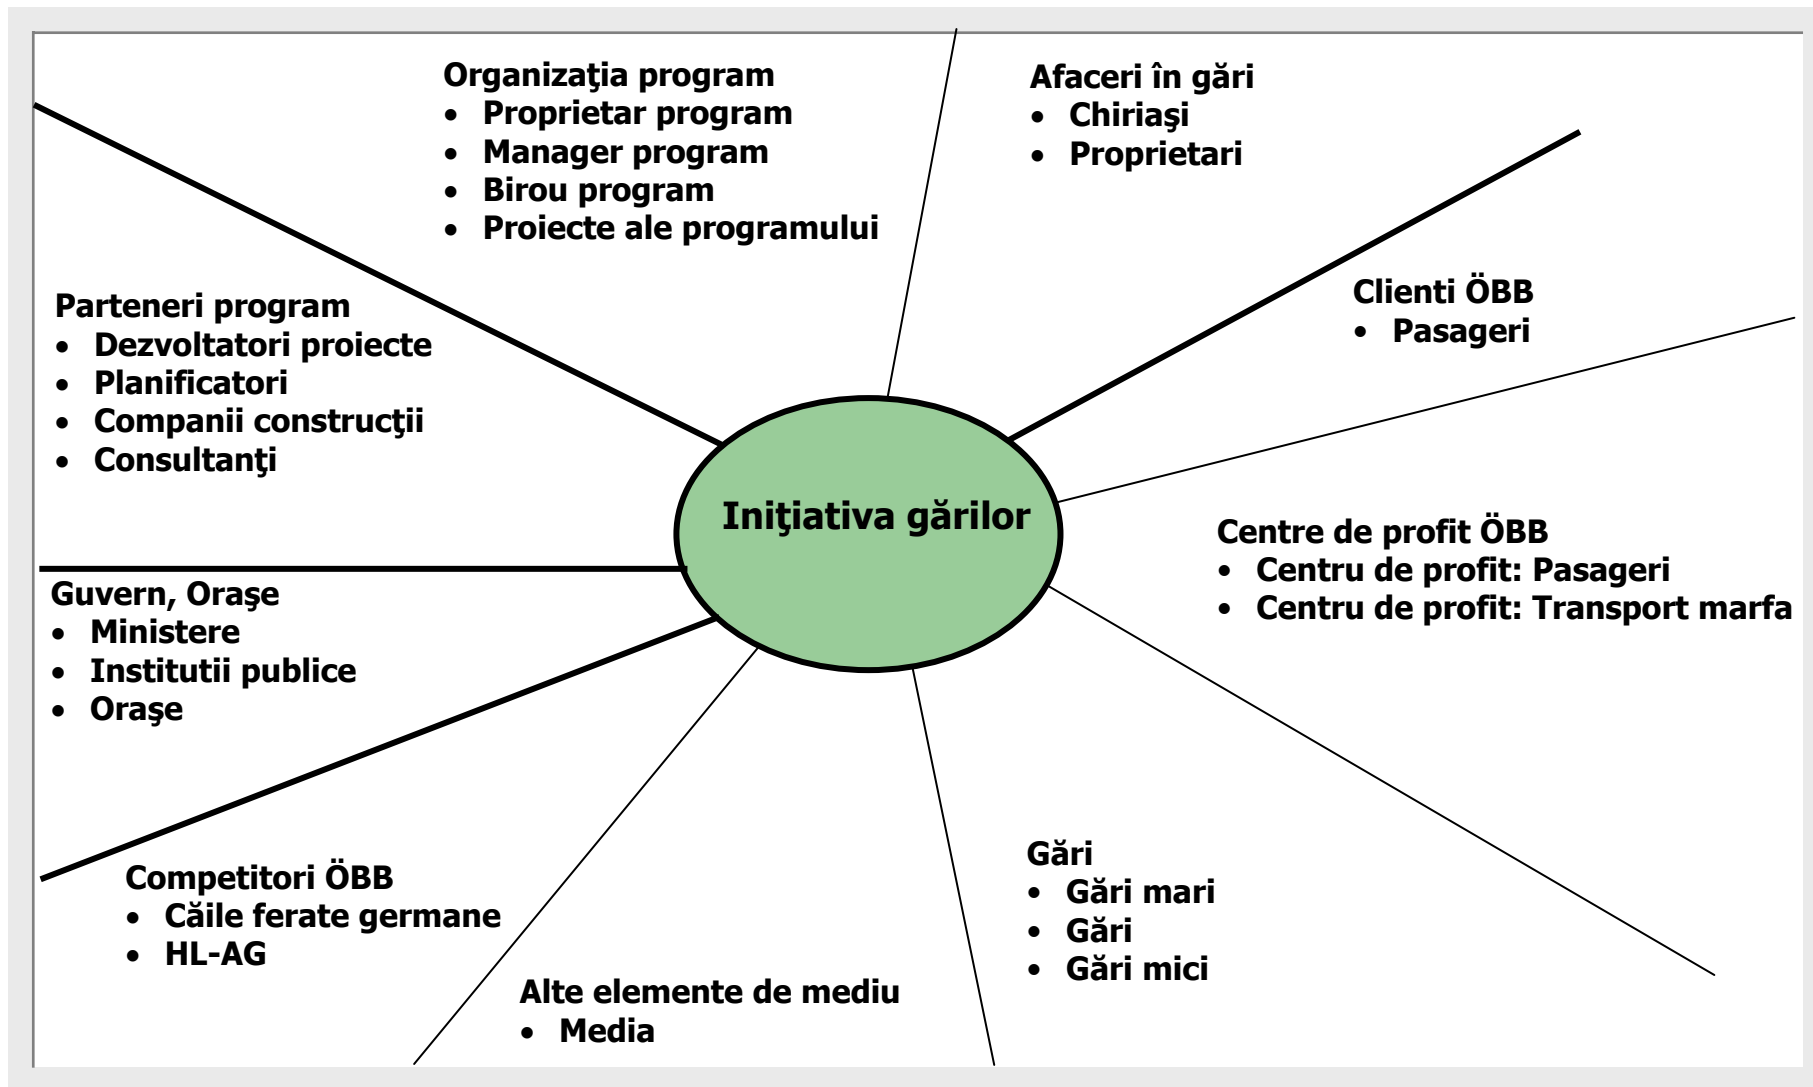 Organizaţia program
• Proprietar program
• Manager program
• Birou program
• Proiecte ale programului
Afaceri în gări
• Chiriaşi
• Proprietari
Parteneri program
• Dezvoltatori proiecte
• Planificatori
• Companii construcţii
• Consultanţi
Clienti ÖBB
• Pasageri
Iniţiativa gărilor
Centre de profit ÖBB
• Centru de profit: Pasageri
• Centru de profit: Transport marfa
Guvern, Oraşe
• Ministere
• Institutii publice
• Oraşe
Competitori ÖBB
• Căile ferate germane
• HL-AG
Alte elemente de mediu
• Media
Gări
• Gări mari
• Gări
• Gări mici